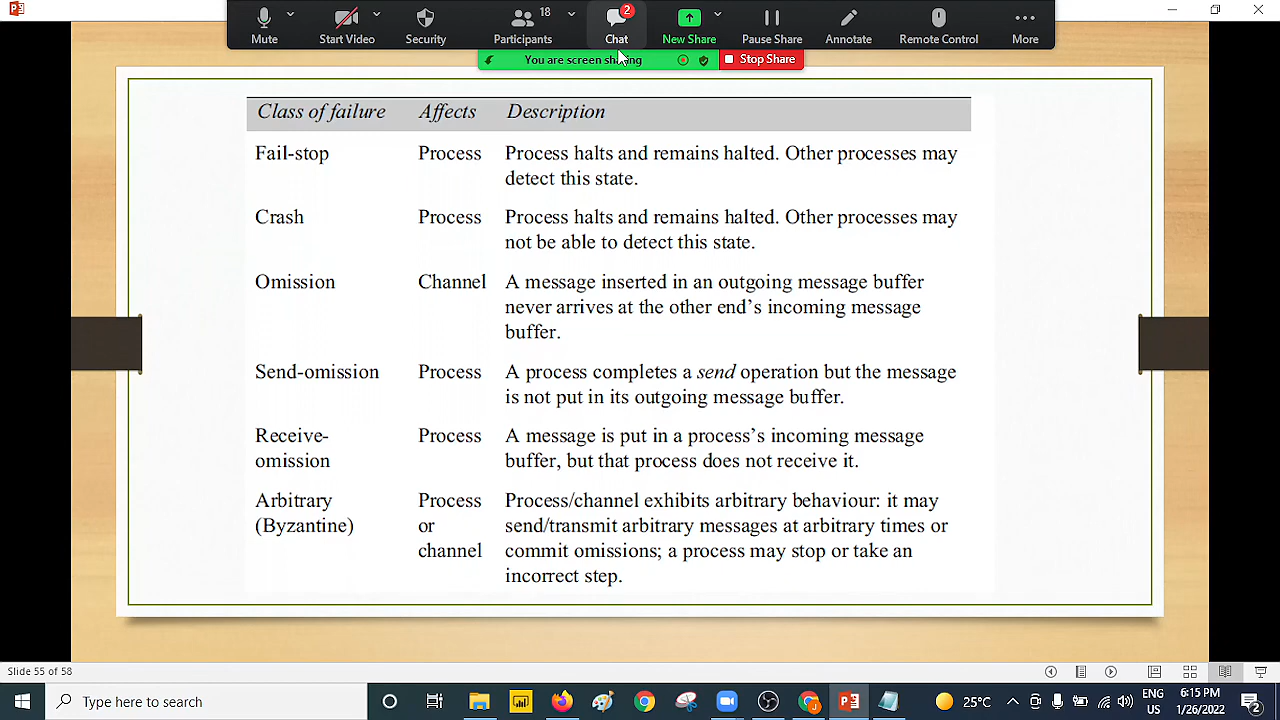 18
2
Mute
Start Video
Security
Participants
Chat
New Share
Pause Share
Annotate
Remote Control
More
You are screen sharing
Stop Share
Class of failure Affects Description
Fail-stop Process Process halts and remains halted. Other processes may
detect this state.
Crash Process Process halts and remains halted. Other processes may
not be able to detect this state.
Omission Channel A message inserted in an outgoing message buffer
never arrives at the other end's incoming message
buffer.
Send-omission Process A process completes a send operation but the message
is not put in its outgoing message buffer.
Receive- Process A message is put in a process's incoming message
omission buffer, but that process does not receive it.
Arbitrary Process Process/channel exhibits arbitrary behaviour: it may
(Byzantine) or send/transmit arbitrary messages at arbitrary times or
channel commit omissions; a process may stop or take an
incorrect step.
Slide 55 of 58
Type here to search
25°C
ENG
US
6:15 PM
1/26/2022
2